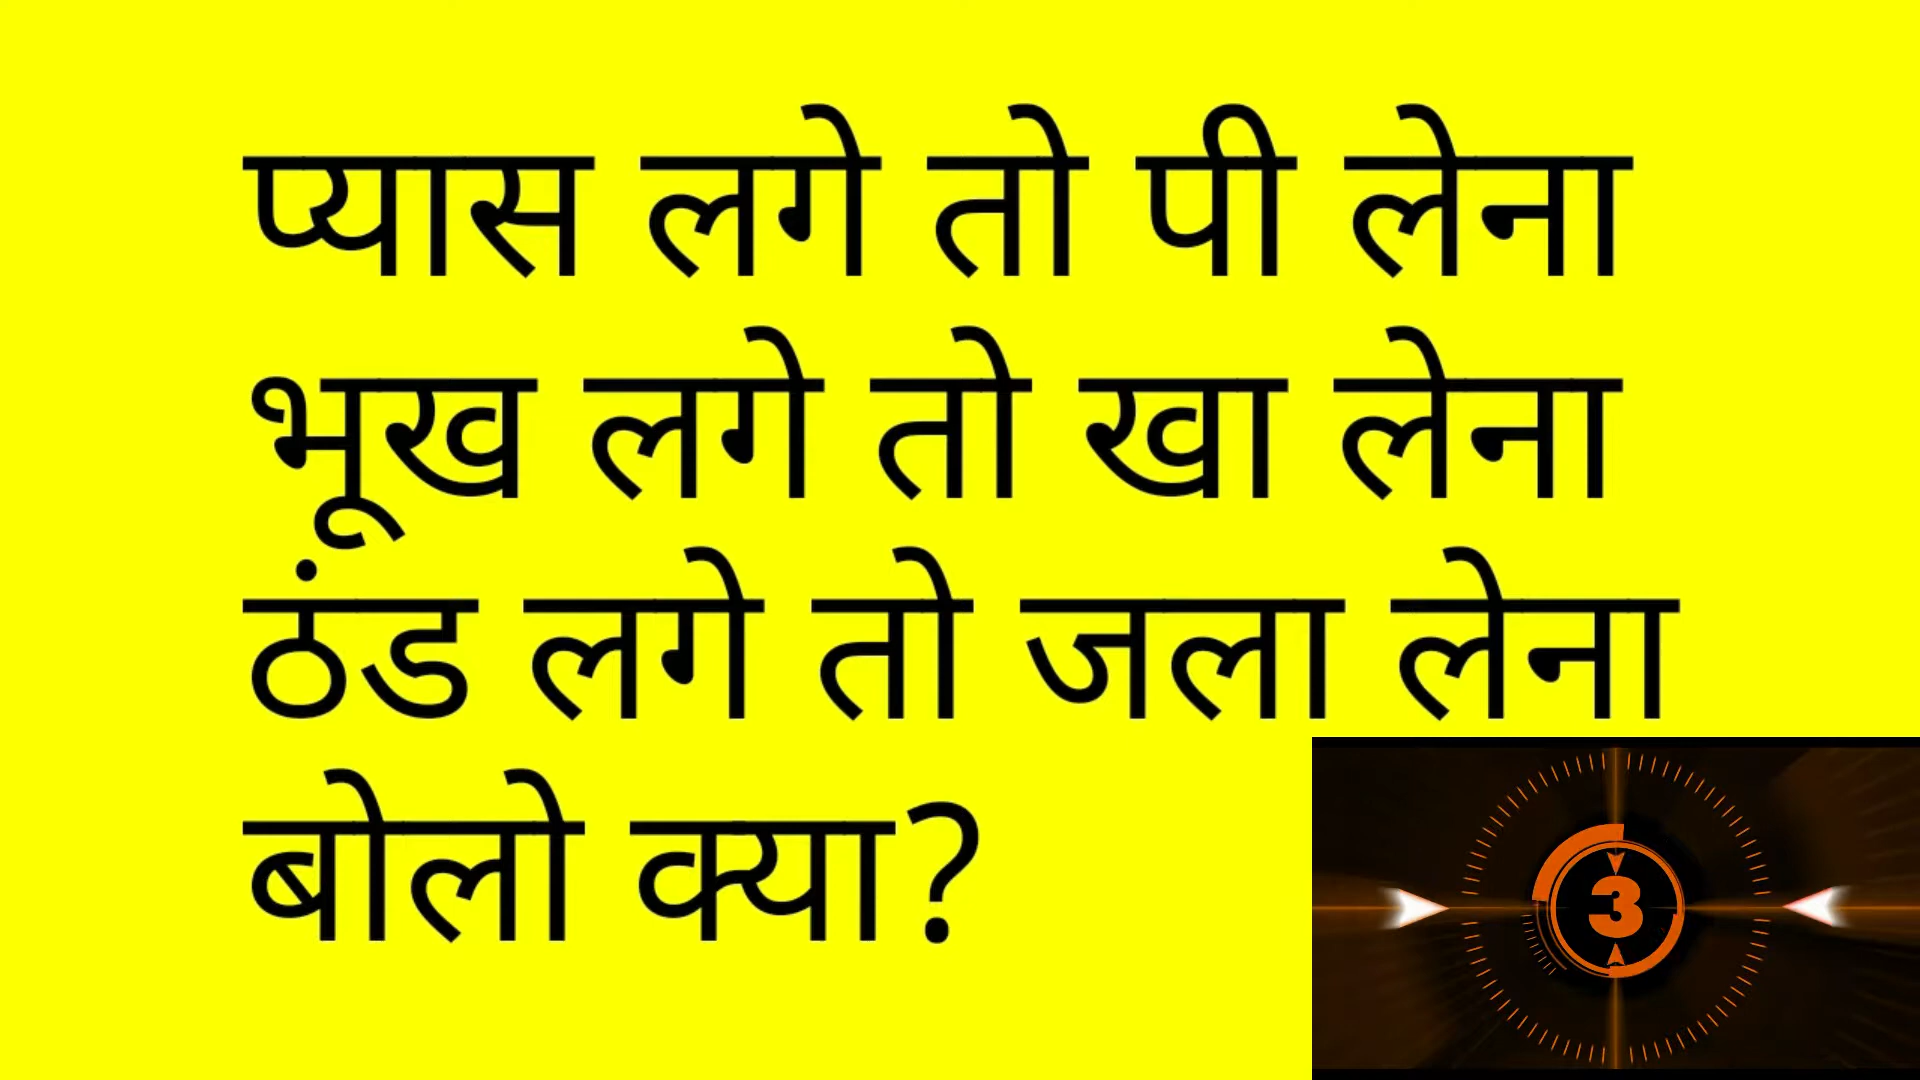 प्यास लगे तो पी लेना
भूख लगे तो खा लेना
ठंड लगे तो जला लेना
बोलो क्या?
3